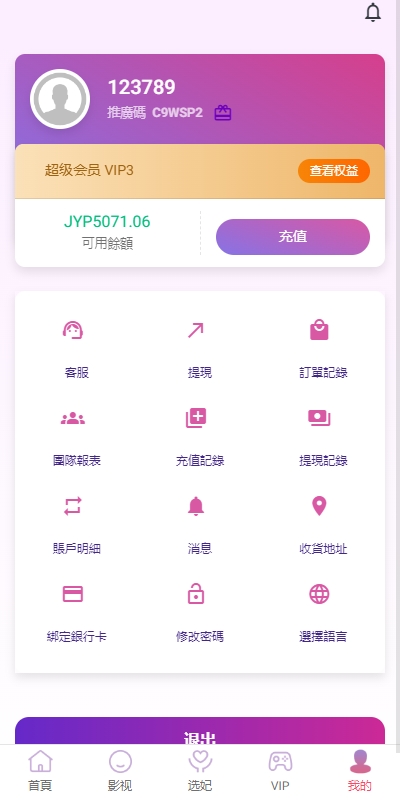 123789
推廣碼 C9WSP2
超级会员 VIP3
查看权益
JYP5071.06
可用餘額
充值
客服
提現
訂單記錄
團隊報表
充值記錄
提現記錄
賬戶明細
消息
收貨地址
綁定銀行卡
修改密碼
選擇語言
退出
首頁
影视
选妃
VIP
我的